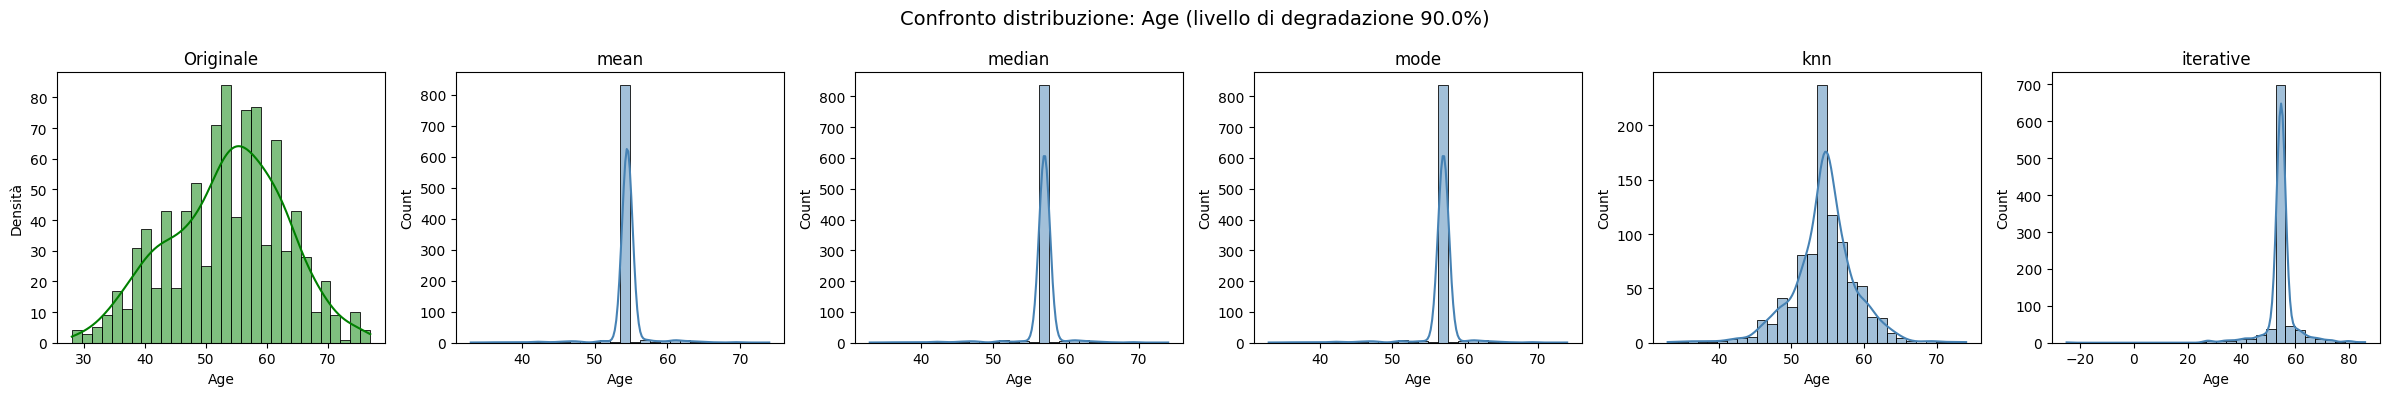 Confronto distribuzione: Age (livello di degradazione 90.0%)
Originale
mean
median
mode
knn
iterative
Densità
80
70
60
50
40
30
20
10
0
30 40 50 60 70
Age
Count
800
700
600
500
400
300
200
100
0
40 50 60 70
Age
Count
800
700
600
500
400
300
200
100
0
40 50 60 70
Age
Count
800
700
600
500
400
300
200
100
0
40 50 60 70
Age
Count
200
150
100
50
0
40 50 60 70
Age
Count
700
600
500
400
300
200
100
0
−20 0 20 40 60 80
Age